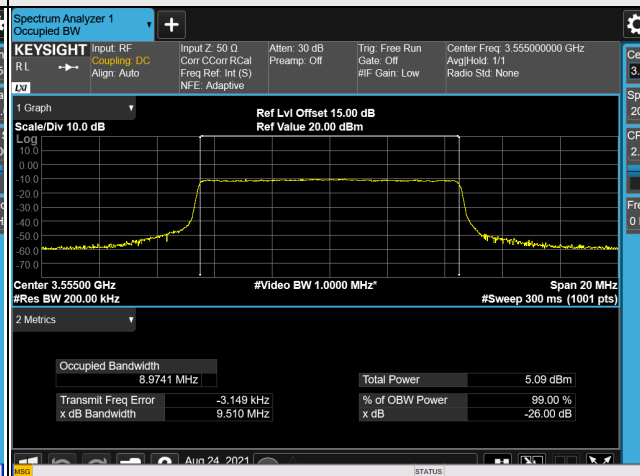 Spectrum Analyzer 1
Occupied BW
+
KEYSIGHT
RL
LXI
Input: RF
Coupling: DC
Align: Auto
Input Z: 50 Ω
Corr CCorr RCal
Freq Ref: Int (S)
NFE: Adaptive
Atten: 30 dB
Preamp: Off
Trig: Free Run
Gate: Off
#IF Gain: Low
Center Freq: 3.555000000 GHz
Avg|Hold: 1/1
Radio Std: None
1 Graph
Scale/Div 10.0 dB
Ref Lvl Offset 15.00 dB
Ref Value 20.00 dBm
Log
10.0
0.00
-10.0
-20.0
-30.0
-40.0
-50.0
-60.0
-70.0
Center 3.55500 GHz
#Res BW 200.00 kHz
#Video BW 1.0000 MHz*
Span 20 MHz
#Sweep 300 ms (1001 pts)
2 Metrics
Occupied Bandwidth
8.9741 MHz
Total Power 5.09 dBm
Transmit Freq Error -3.149 kHz
% of OBW Power 99.00 %
x dB Bandwidth 9.510 MHz
x dB -26.00 dB
Aug 24, 2021
MSG
STATUS